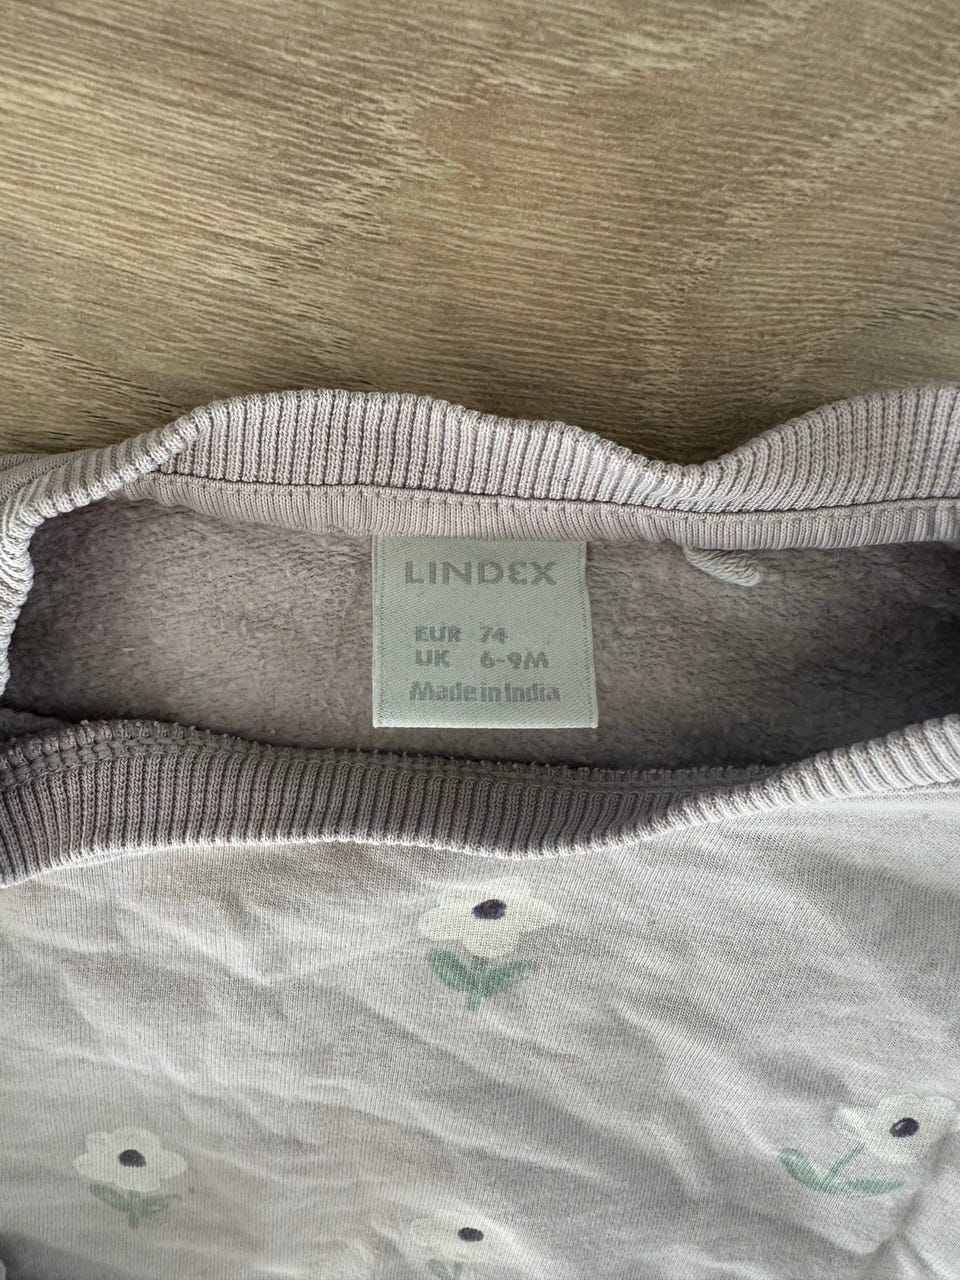 LINDEX
EUR 74
UK 6-9M
Made in India